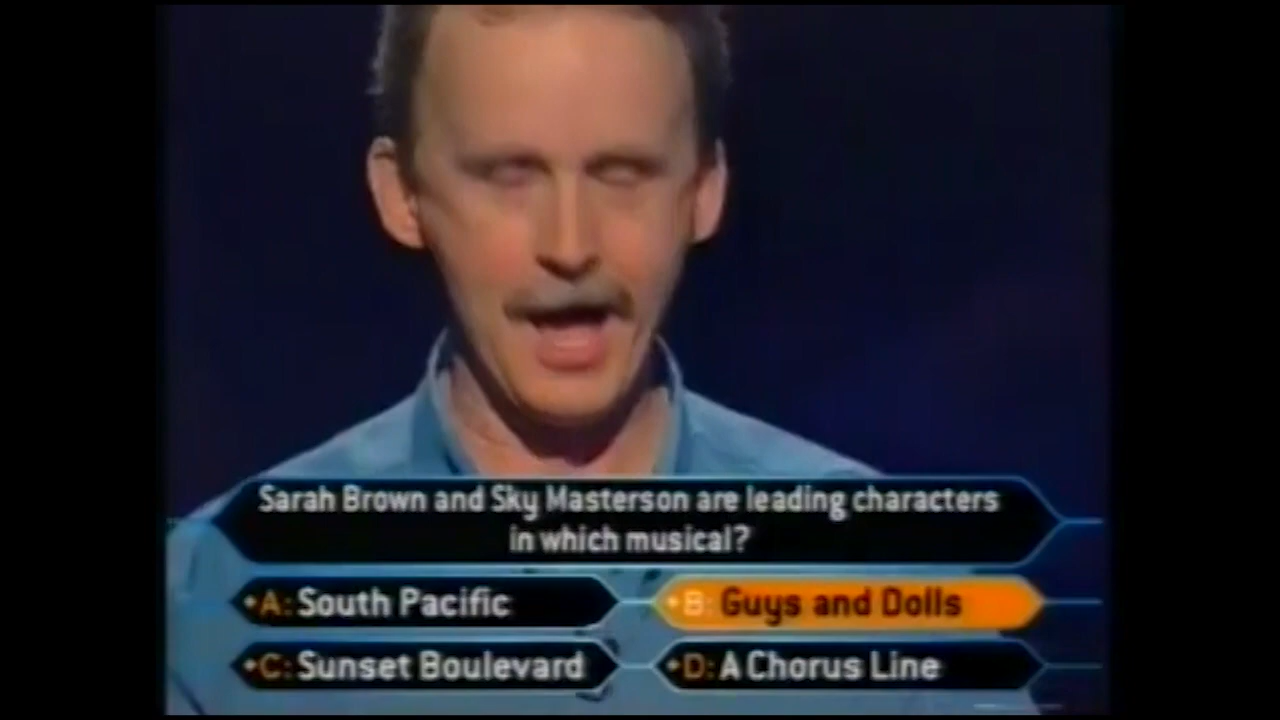 Sarah Brown and Sky Masterson are leading characters
in which musical?
A: South Pacific
B: Guys and Dolls
C: Sunset Boulevard
D: A Chorus Line